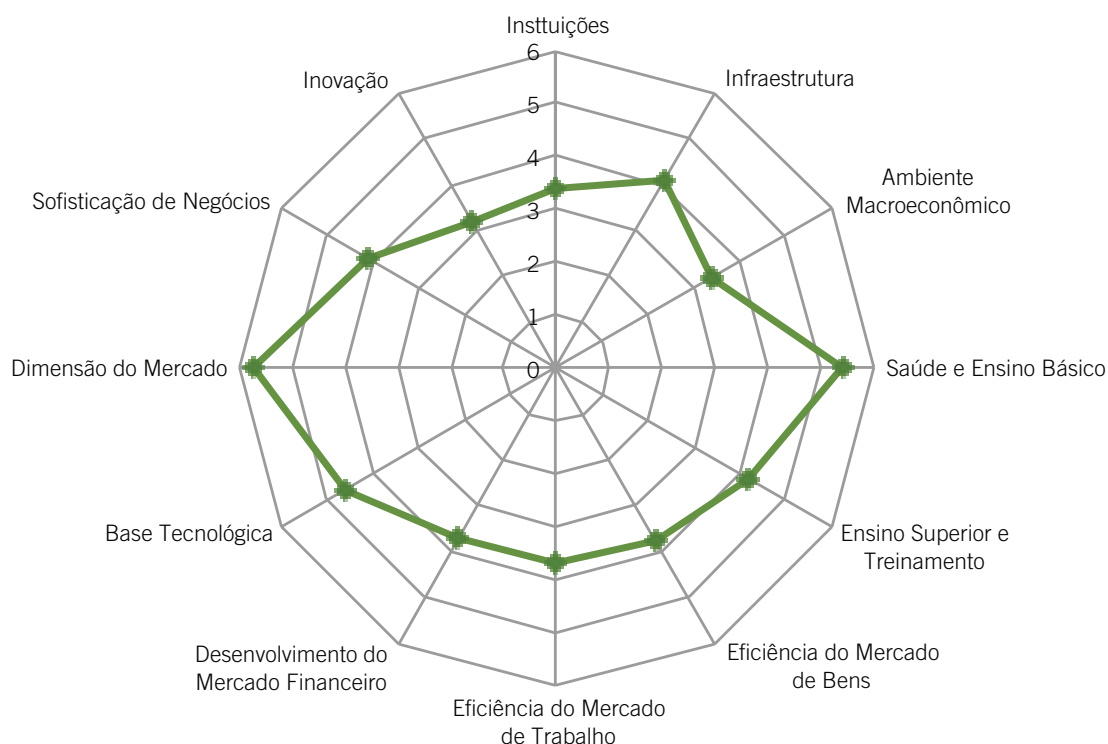 Insttuições
Infraestrutura
Ambiente
Macroeconômico
Saúde e Ensino Básico
Ensino Superior e
Treinamento
Eficiência do Mercado
de Bens
Eficiência do Mercado
de Trabalho
Desenvolvimento do
Mercado Financeiro
Base Tecnológica
Dimensão do Mercado
Sofisticação de Negócios
Inovação
6
5
4
3
2
1
0